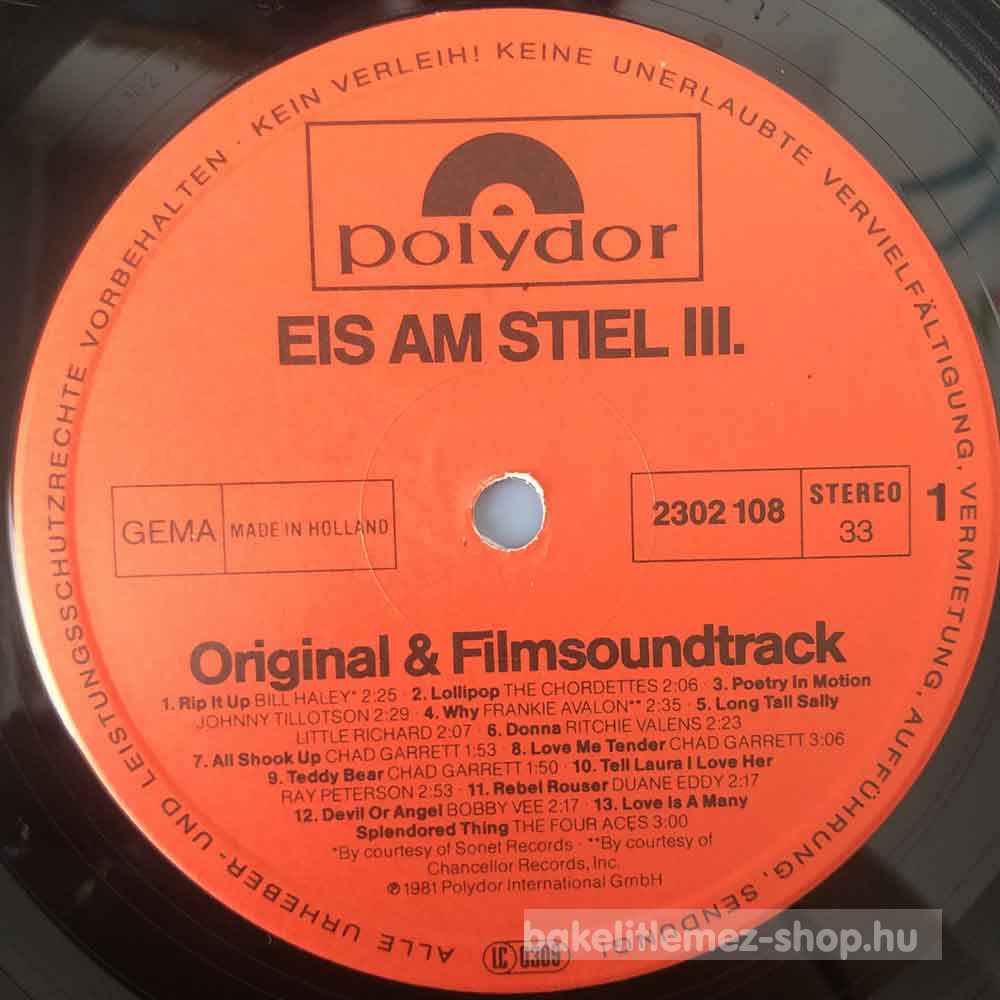 ALLE URHEBER- UND LEISTUNGSSCHUTZRECHTE VORBEHALTEN · KEIN VERLEIH! KEINE UNERLAUBTE VERVIELFÄLTIGUNG, VERMIETUNG, AUFFÜHRUNG, SENDUNG!
polydor
EIS AM STIEL III.
GEMA MADE IN HOLLAND
2302 108 STEREO 33 1
Original & Filmsoundtrack
1. Rip It Up BILL HALEY* 2:25 · 2. Lollipop THE CHORDETTES 2:06 · 3. Poetry In Motion
JOHNNY TILLOTSON 2:29 · 4. Why FRANKIE AVALON** 2:35 · 5. Long Tall Sally
LITTLE RICHARD 2:07 · 6. Donna RITCHIE VALENS 2:23
7. All Shook Up CHAD GARRETT 1:53 · 8. Love Me Tender CHAD GARRETT 3:06
9. Teddy Bear CHAD GARRETT 1:50 · 10. Tell Laura I Love Her
RAY PETERSON 2:53 · 11. Rebel Rouser DUANE EDDY 2:17
12. Devil Or Angel BOBBY VEE 2:17 · 13. Love Is A Many
Splendored Thing THE FOUR ACES 3:00
*By courtesy of Sonet Records · **By courtesy of
Chancellor Records, Inc.
℗ 1981 Polydor International GmbH
LC 0309
bakelitlemez-shop.hu